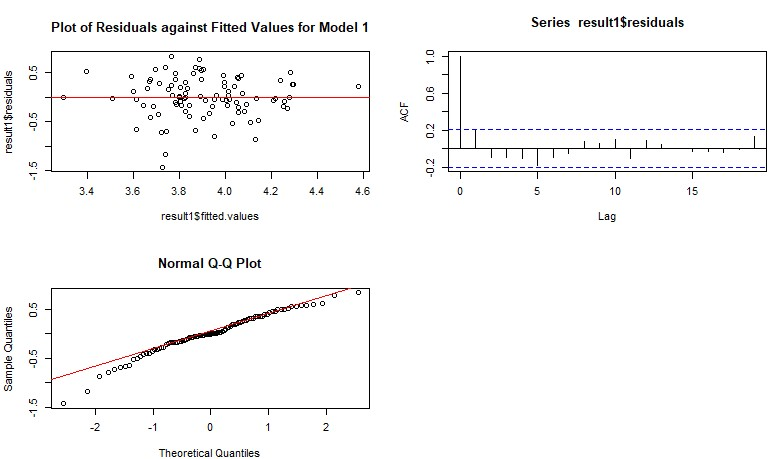 Plot of Residuals against Fitted Values for Model 1
result1$residuals
0.5
-0.5
-1.5
3.4 3.6 3.8 4.0 4.2 4.4 4.6
result1$fitted.values
Series result1$residuals
ACF
1.0
0.6
0.2
-0.2
0 5 10 15
Lag
Normal Q-Q Plot
Sample Quantiles
0.5
-0.5
-1.5
-2 -1 0 1 2
Theoretical Quantiles